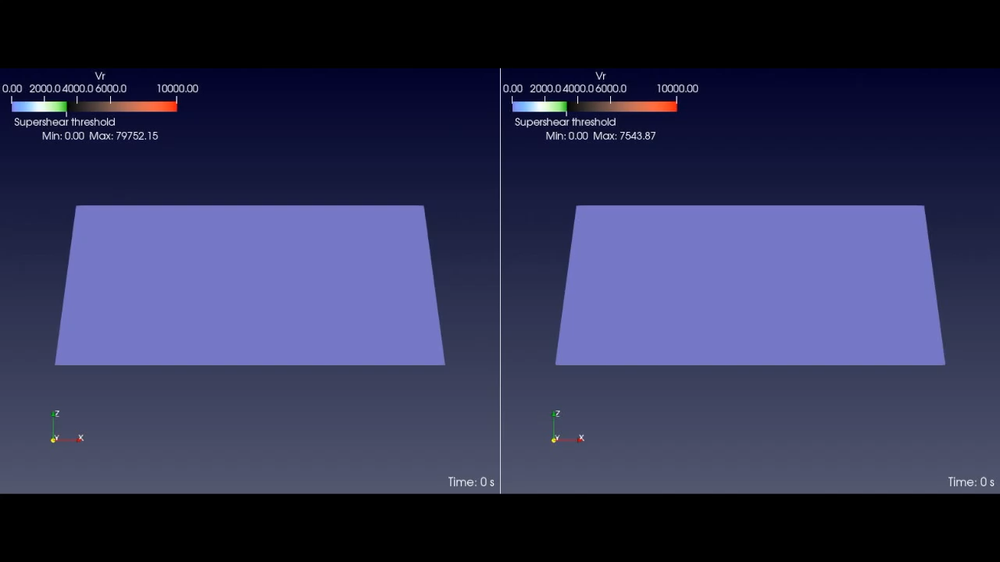 Vr
0.00 2000.0 4000.0 6000.0 10000.00
Supershear threshold
Min: 0.00 Max: 79752.15
Z
Y X
Time: 0 s
Vr
0.00 2000.0 4000.0 6000.0 10000.00
Supershear threshold
Min: 0.00 Max: 7543.87
Z
Y X
Time: 0 s